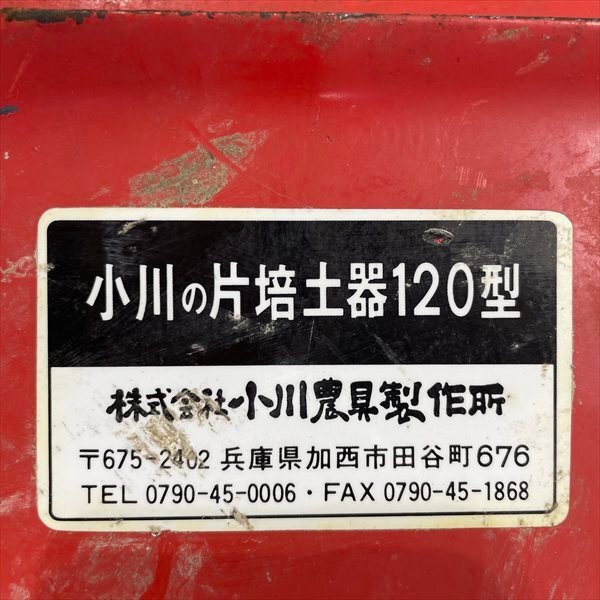 小川の片培土器120型
株式会社小川農具製作所
〒675-2402 兵庫県加西市田谷町676
TEL 0790-45-0006・FAX 0790-45-1868